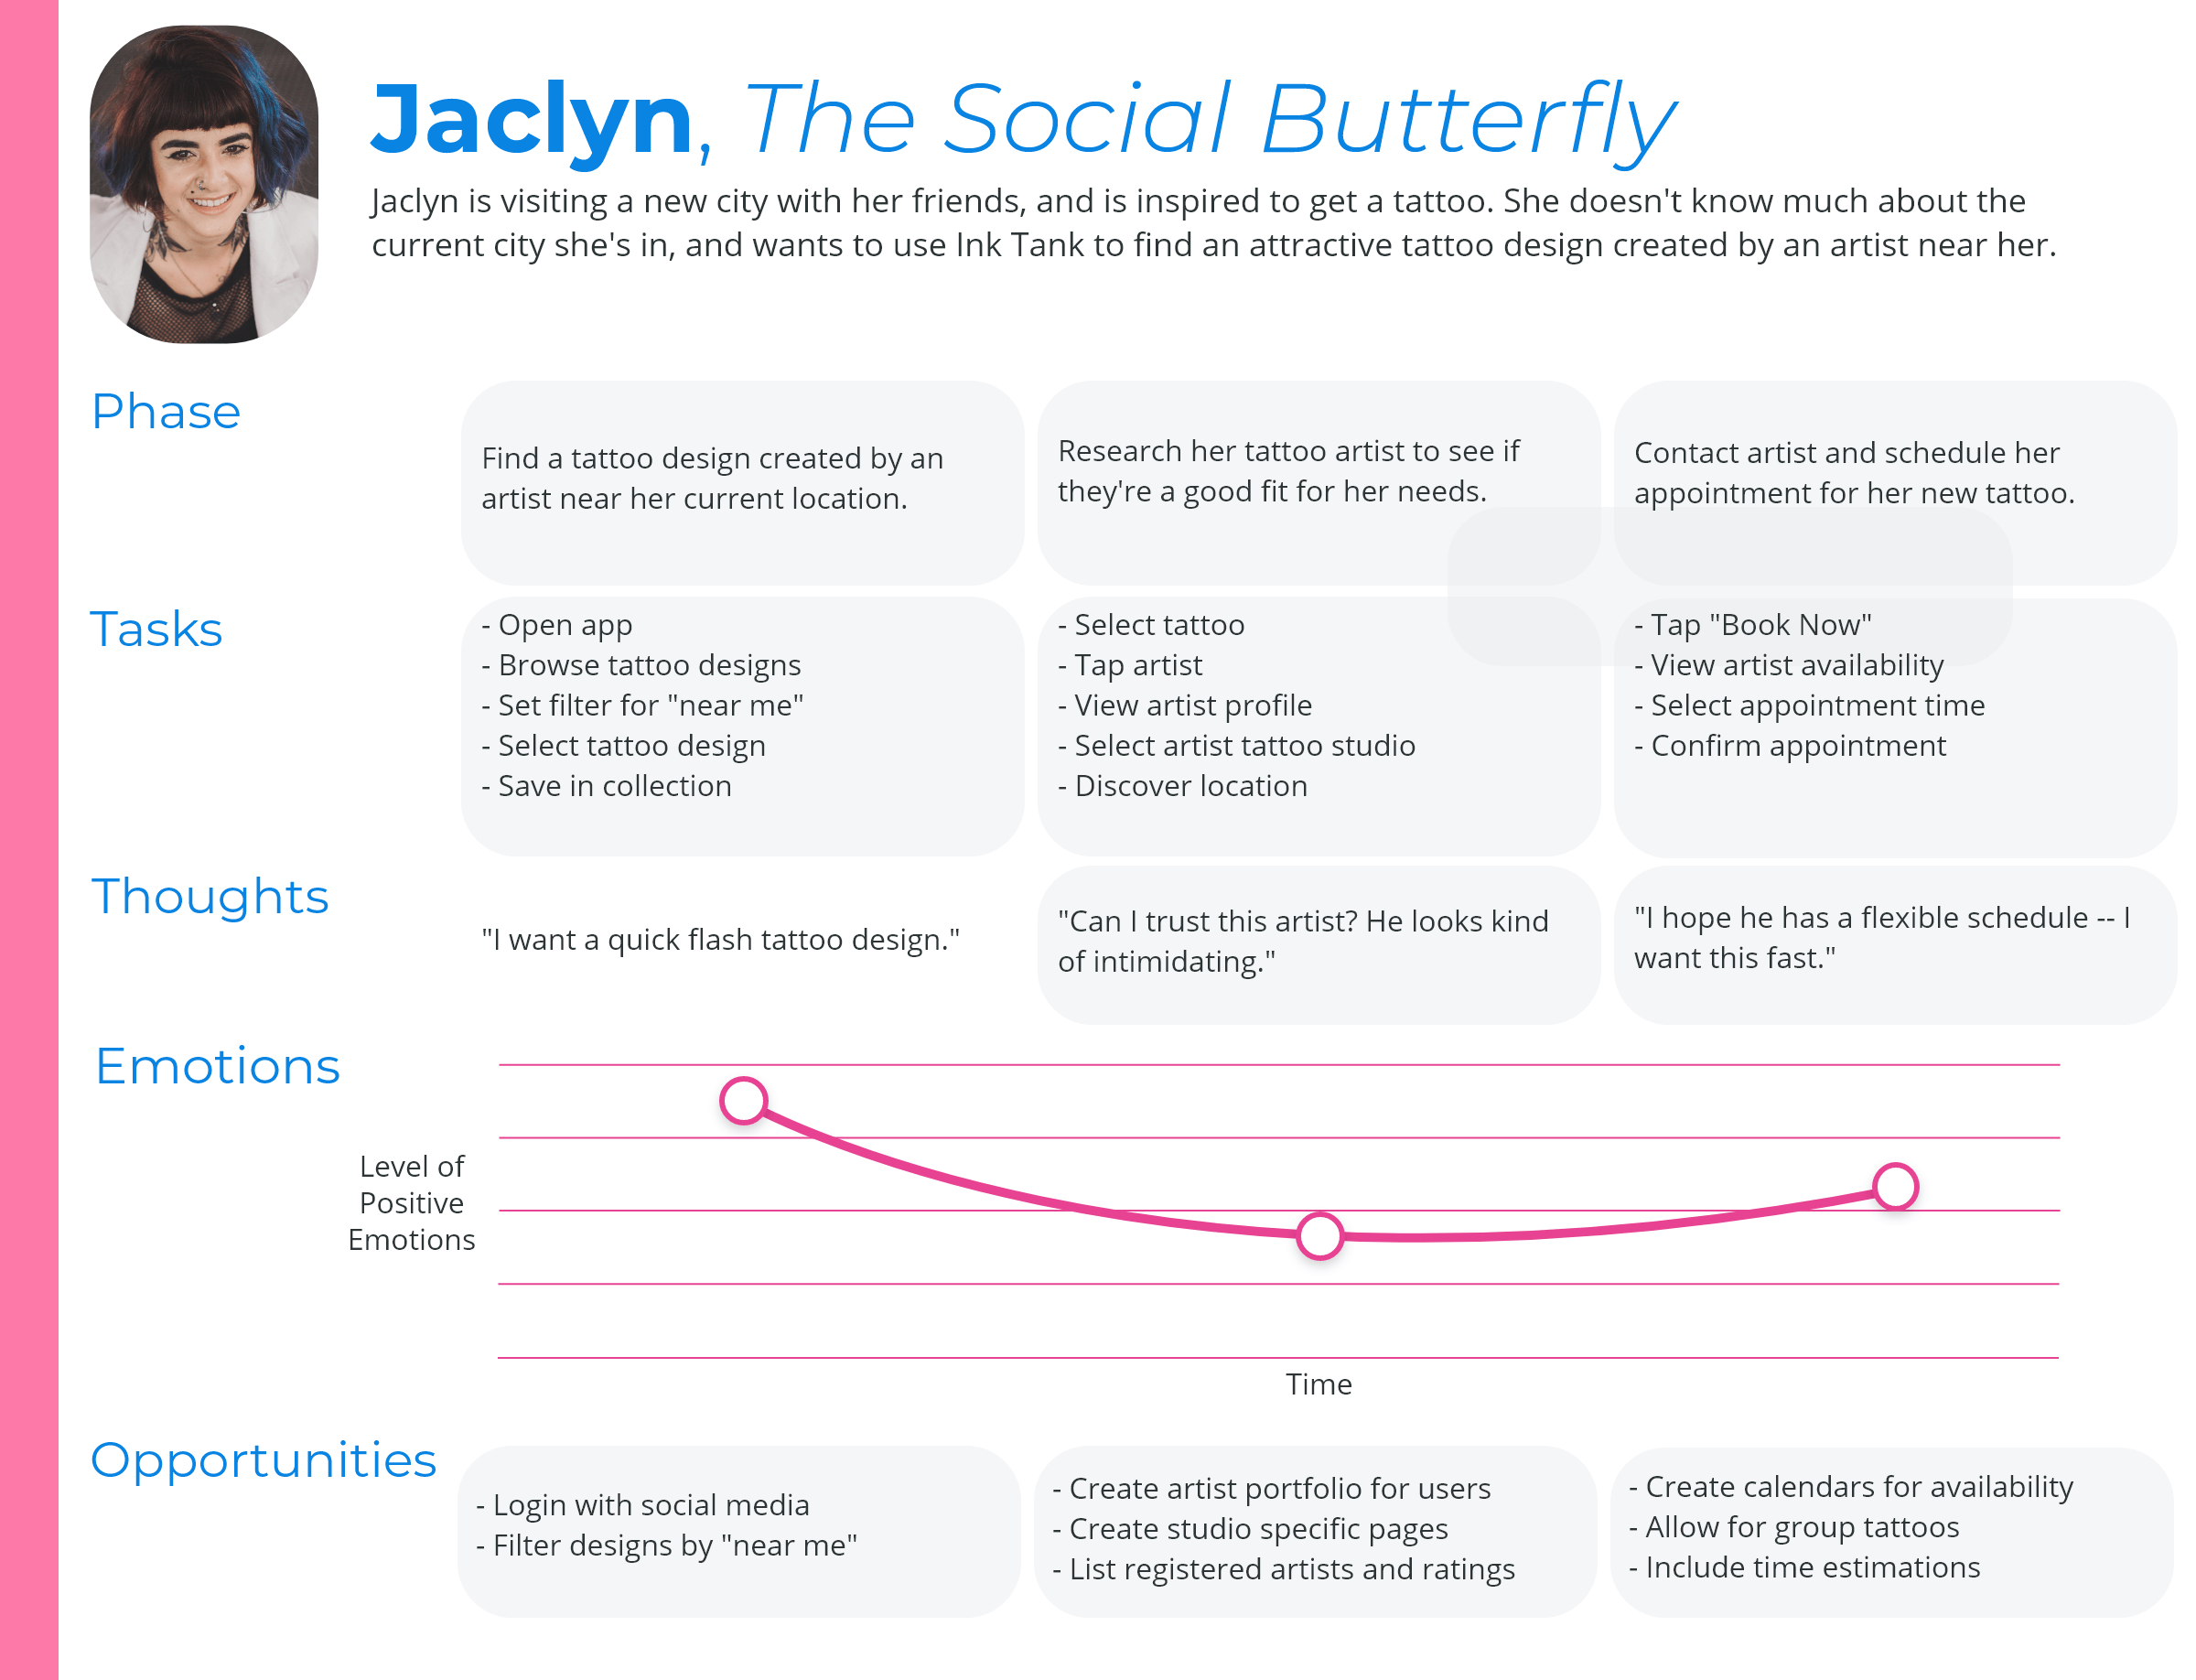 Jaclyn, The Social Butterfly
Jaclyn is visiting a new city with her friends, and is inspired to get a tattoo. She doesn't know much about the
current city she's in, and wants to use Ink Tank to find an attractive tattoo design created by an artist near her.
Phase
Find a tattoo design created by an
artist near her current location.
Research her tattoo artist to see if
they're a good fit for her needs.
Contact artist and schedule her
appointment for her new tattoo.
Tasks
- Open app
- Browse tattoo designs
- Set filter for "near me"
- Select tattoo design
- Save in collection
- Select tattoo
- Tap artist
- View artist profile
- Select artist tattoo studio
- Discover location
- Tap "Book Now"
- View artist availability
- Select appointment time
- Confirm appointment
Thoughts
"I want a quick flash tattoo design."
"Can I trust this artist? He looks kind
of intimidating."
"I hope he has a flexible schedule -- I
want this fast."
Emotions
Level of
Positive
Emotions
Time
Opportunities
- Login with social media
- Filter designs by "near me"
- Create artist portfolio for users
- Create studio specific pages
- List registered artists and ratings
- Create calendars for availability
- Allow for group tattoos
- Include time estimations